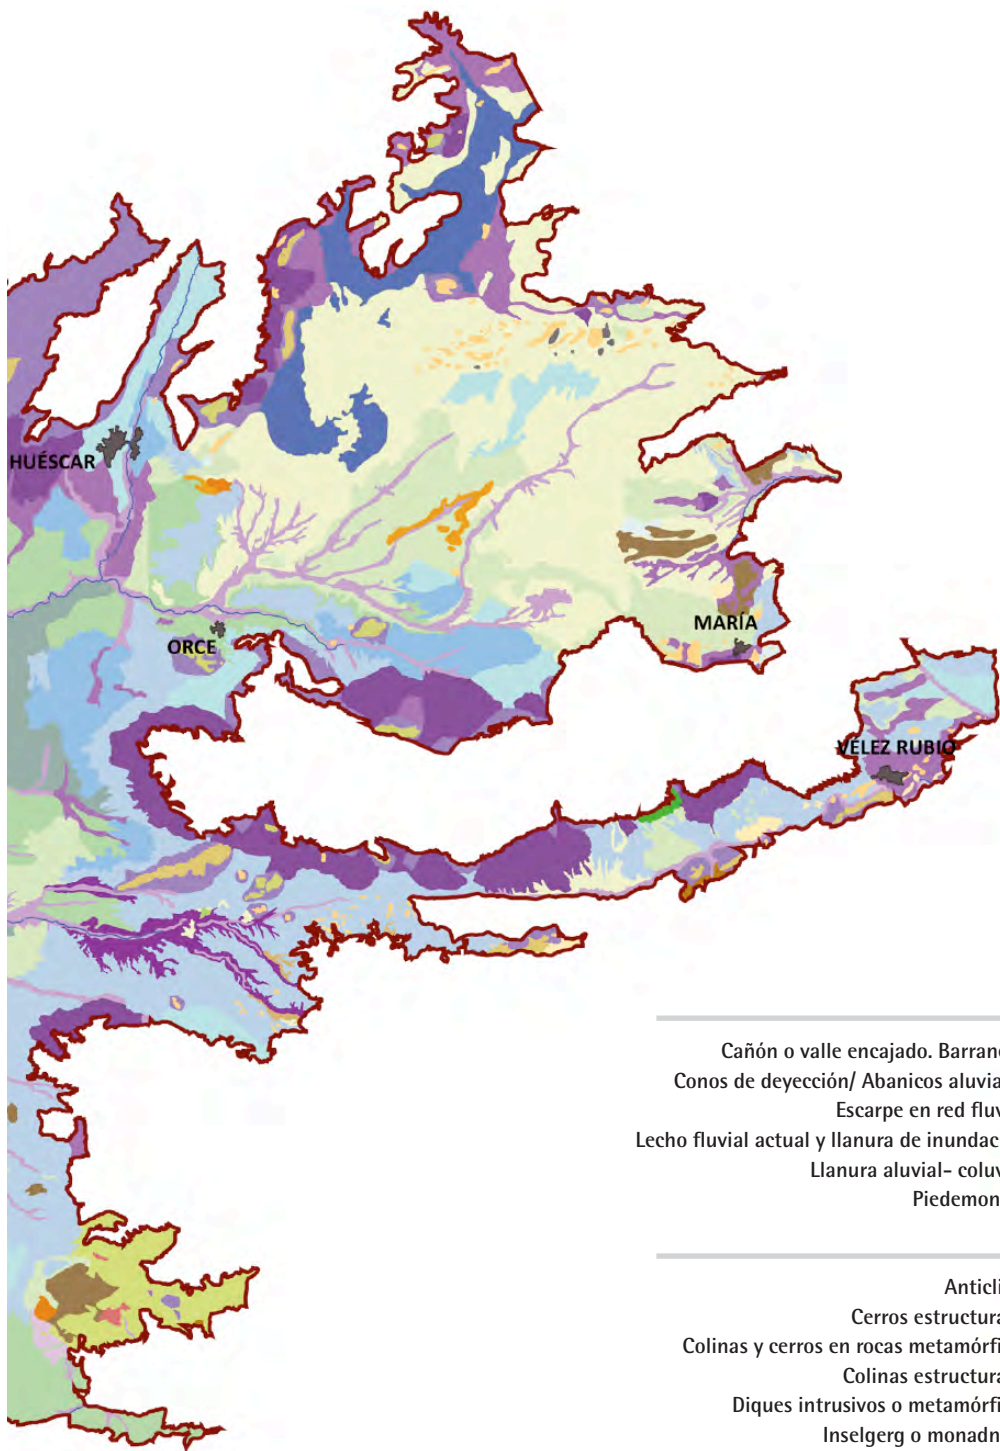 HUÉSCAR
ORCE
MARÍA
VÉLEZ RUBIO
Cañón o valle encajado. Barran
Conos de deyección/ Abanicos aluvia
Escarpe en red fluv
Lecho fluvial actual y llanura de inundac
Llanura aluvial- coluv
Piedemon
Anticli
Cerros estructura
Colinas y cerros en rocas metamórfi
Colinas estructura
Diques intrusivos o metamórfi
Inselgerg o monadn